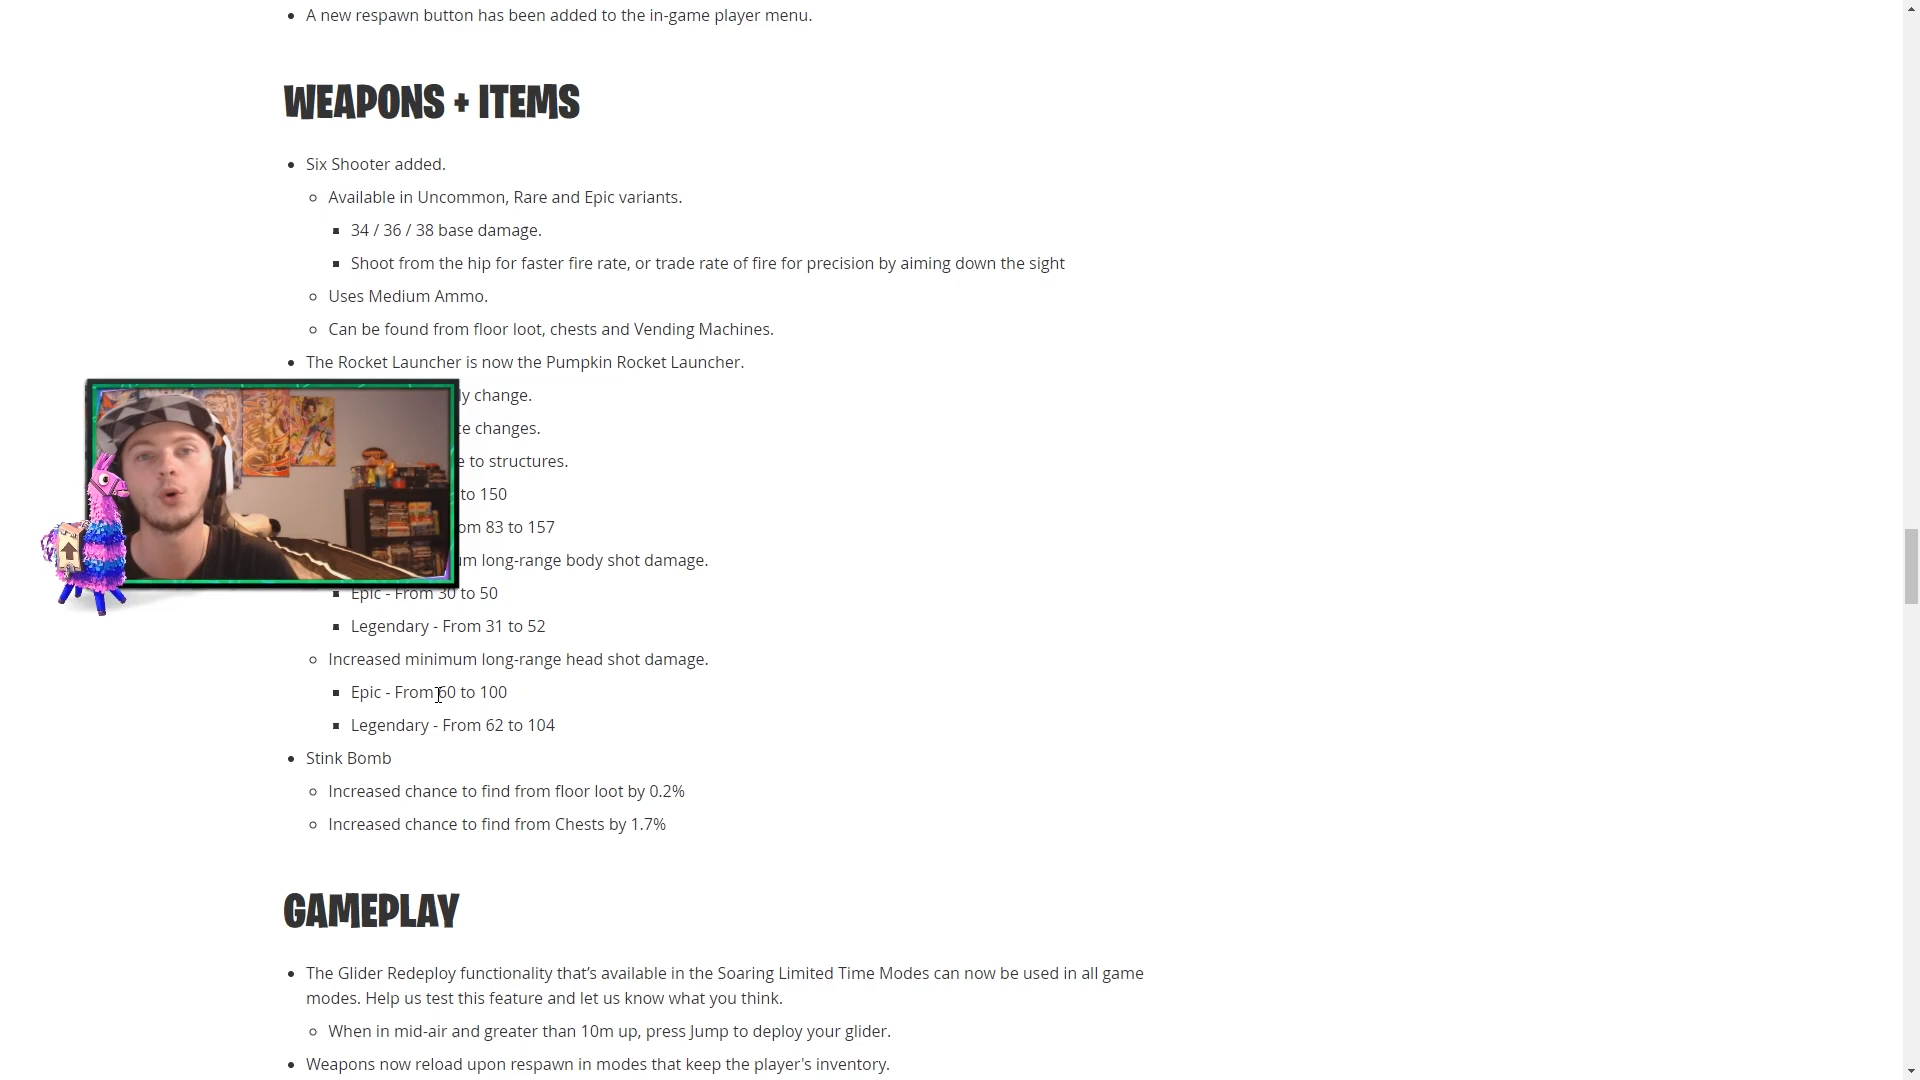 A new respawn button has been added to the in-game player menu.
WEAPONS + ITEMS
Six Shooter added.
Available in Uncommon, Rare and Epic variants.
34 / 36 / 38 base damage.
Shoot from the hip for faster fire rate, or trade rate of fire for precision by aiming down the sight
Uses Medium Ammo.
Can be found from floor loot, chests and Vending Machines.
The Rocket Launcher is now the Pumpkin Rocket Launcher.
change.
changes.
to structures.
to 150
83 to 157
long-range body shot damage.
Epic - From 30 to 50
Legendary - From 31 to 52
Increased minimum long-range head shot damage.
Epic - From 60 to 100
Legendary - From 62 to 104
Stink Bomb
Increased chance to find from floor loot by 0.2%
Increased chance to find from Chests by 1.7%
GAMEPLAY
The Glider Redeploy functionality that’s available in the Soaring Limited Time Modes can now be used in all game
modes. Help us test this feature and let us know what you think.
When in mid-air and greater than 10m up, press Jump to deploy your glider.
Weapons now reload upon respawn in modes that keep the player's inventory.